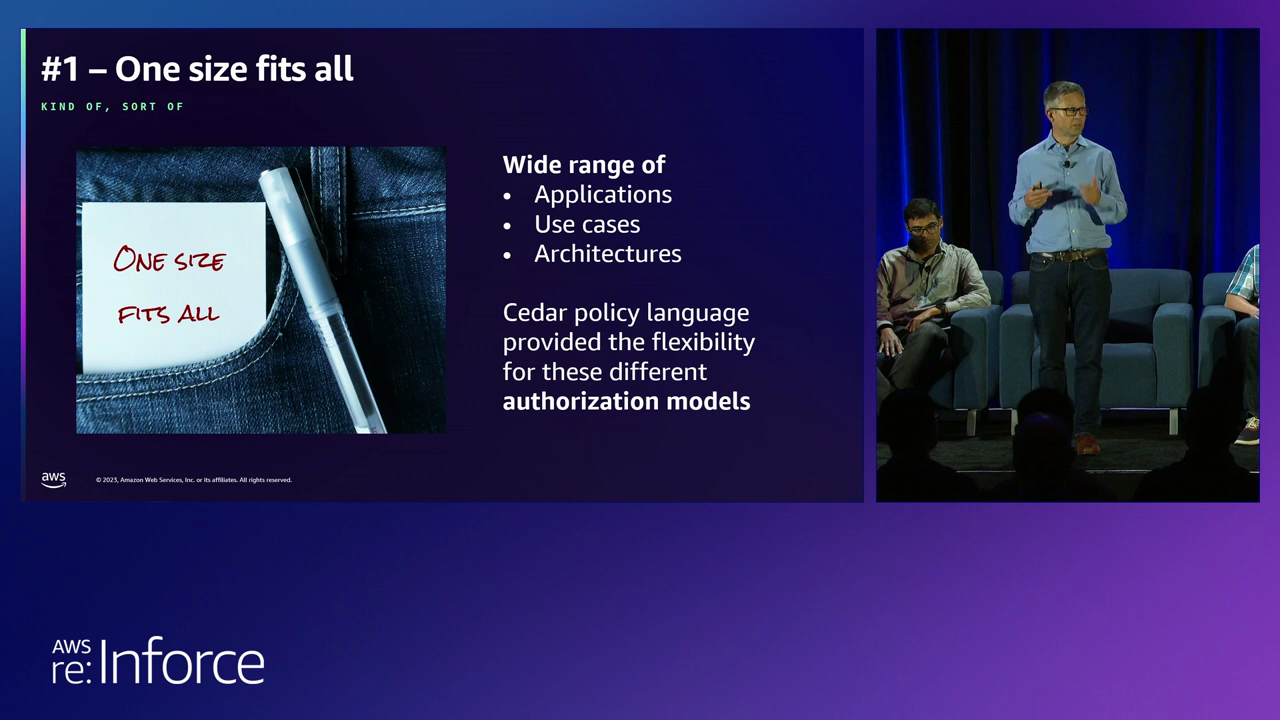 #1 – One size fits all
KIND OF, SORT OF
One size
fits all
Wide range of
• Applications
• Use cases
• Architectures
Cedar policy language
provided the flexibility
for these different
authorization models
aws
© 2023, Amazon Web Services, Inc. or its affiliates. All rights reserved.
AWS
re:Inforce